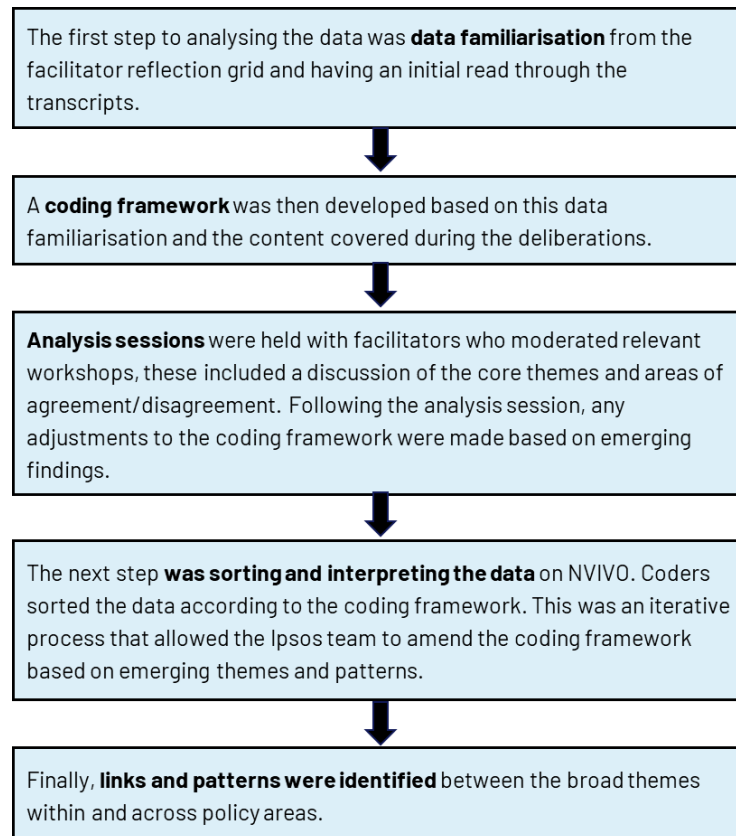 The first step to analysing the data was data familiarisation from the
facilitator reflection grid and having an initial read through the
transcripts.
A coding framework was then developed based on this data
familiarisation and the content covered during the deliberations.
Analysis sessions were held with facilitators who moderated relevant
workshops, these included a discussion of the core themes and areas of
agreement/disagreement. Following the analysis session, any
adjustments to the coding framework were made based on emerging
findings.
The next step was sorting and interpreting the data on NVIVO. Coders
sorted the data according to the coding framework. This was an iterative
process that allowed the Ipsos team to amend the coding framework
based on emerging themes and patterns.
Finally, links and patterns were identified between the broad themes
within and across policy areas.